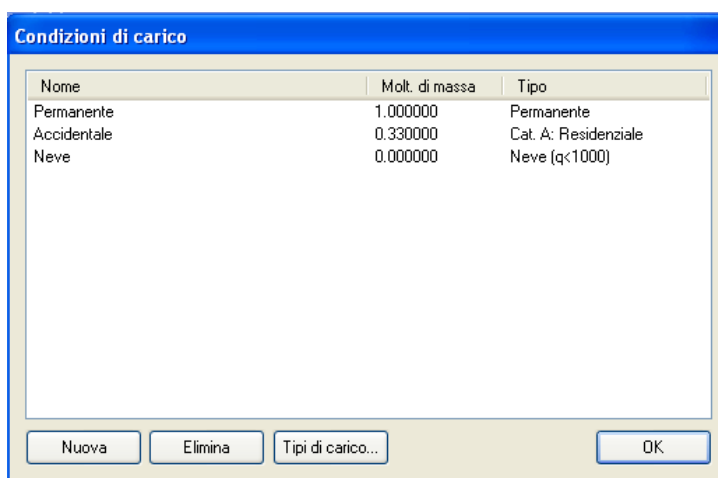 Condizioni di carico
Nome Molt. di massa Tipo
Permanente 1.000000 Permanente
Accidentale 0.330000 Cat. A: Residenziale
Neve 0.000000 Neve (q<1000)
Nuova Elimina Tipi di carico... OK